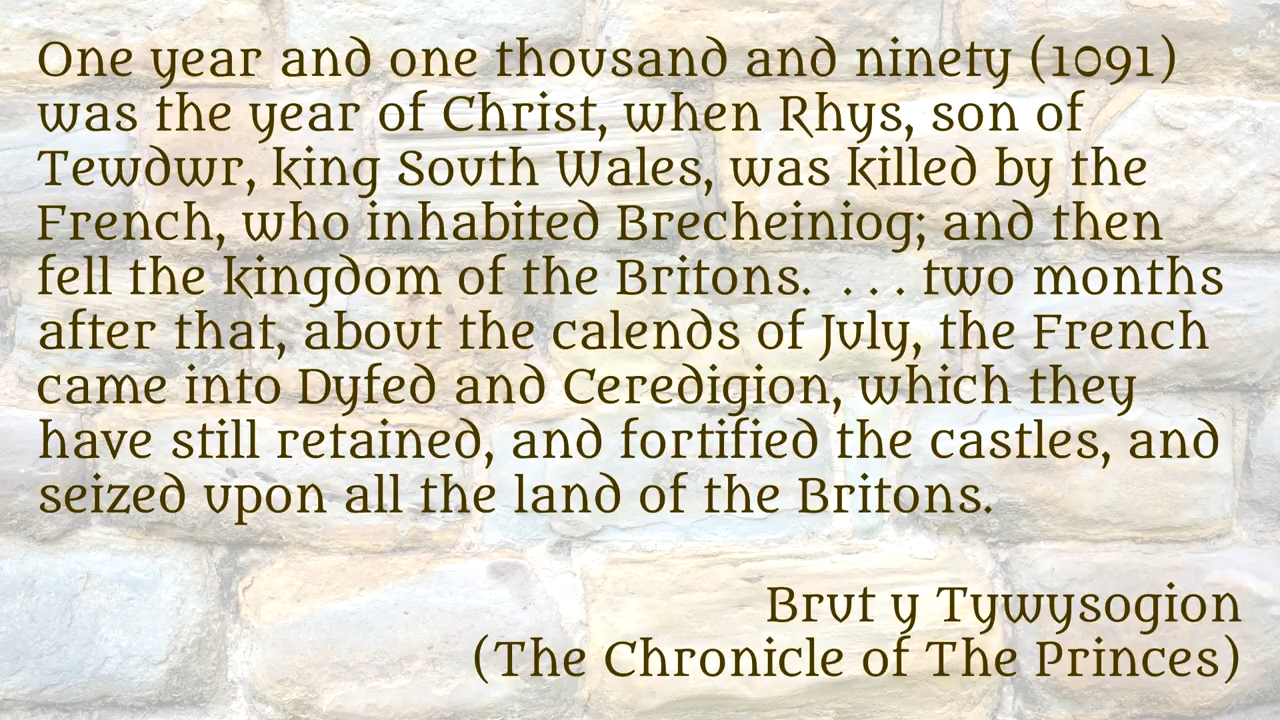 One year and one thousand and ninety (1091)
was the year of Christ, when Rhys, son of
Tewdwr, king South Wales, was killed by the
French, who inhabited Brecheiniog; and then
fell the kingdom of the Britons.  . . . two months
after that, about the calends of July, the French
came into Dyfed and Ceredigion, which they
have still retained, and fortified the castles, and
seized upon all the land of the Britons.
Brut y Tywysogion
(The Chronicle of The Princes)